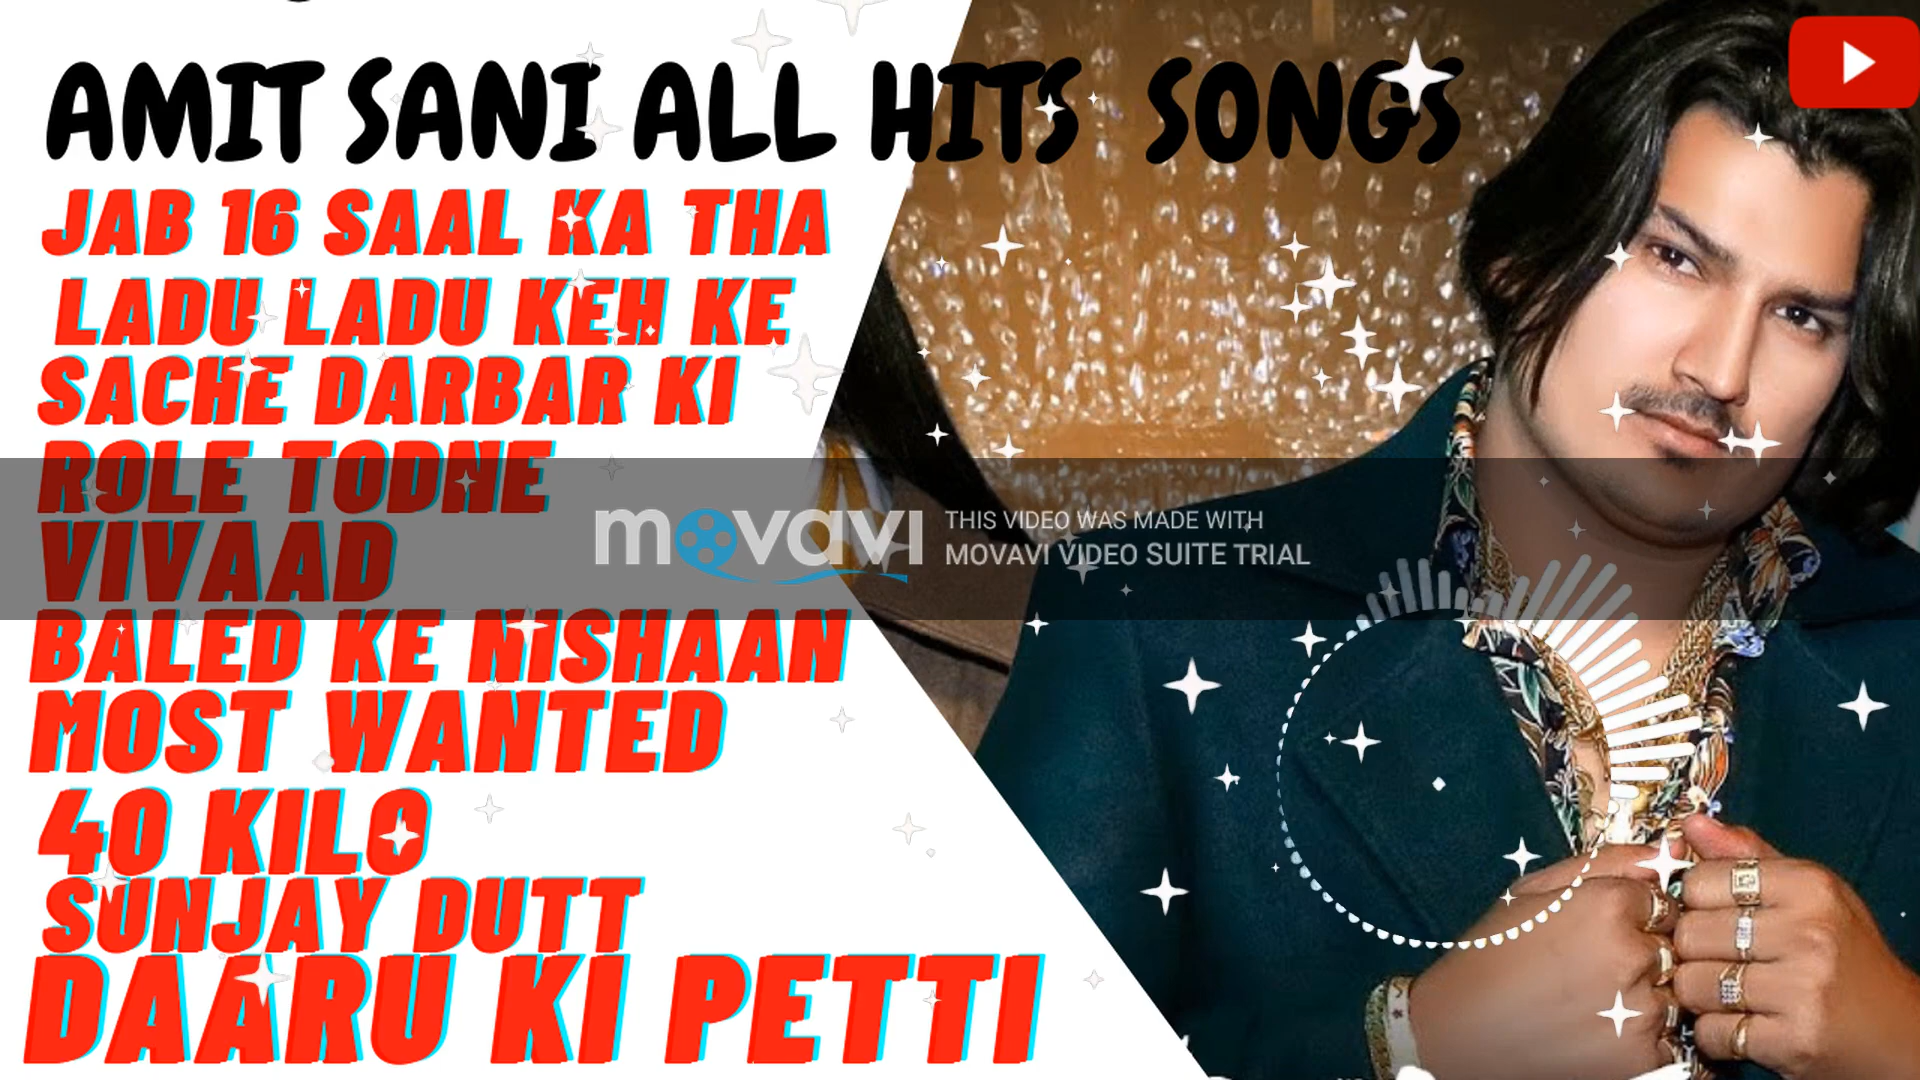 AMIT SANI ALL HITS SONGS
JAB 16 SAAL KA THA
LADU LADU KEH KE
SACHE DARBAR KI
ROLE TODNE
VIVAAD
movavi
THIS VIDEO WAS MADE WITH
MOVAVI VIDEO SUITE TRIAL
BALED KE NISHAAN
MOST WANTED
40 KILO
SUNJAY DUTT
DAARU KI PETTI